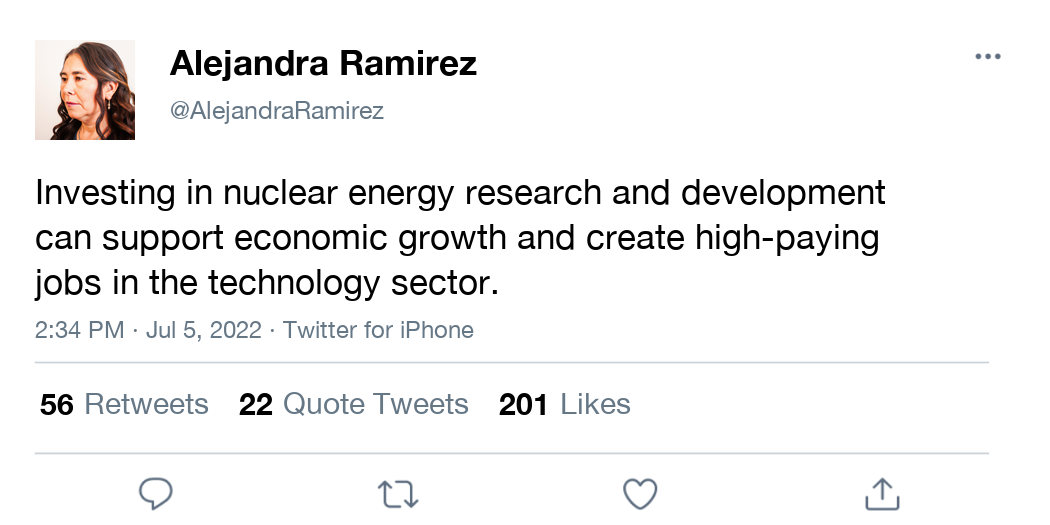 Alejandra Ramirez
@AlejandraRamirez
Investing in nuclear energy research and development
can support economic growth and create high-paying
jobs in the technology sector.
2:34 PM · Jul 5, 2022 · Twitter for iPhone
56 Retweets 22 Quote Tweets 201 Likes